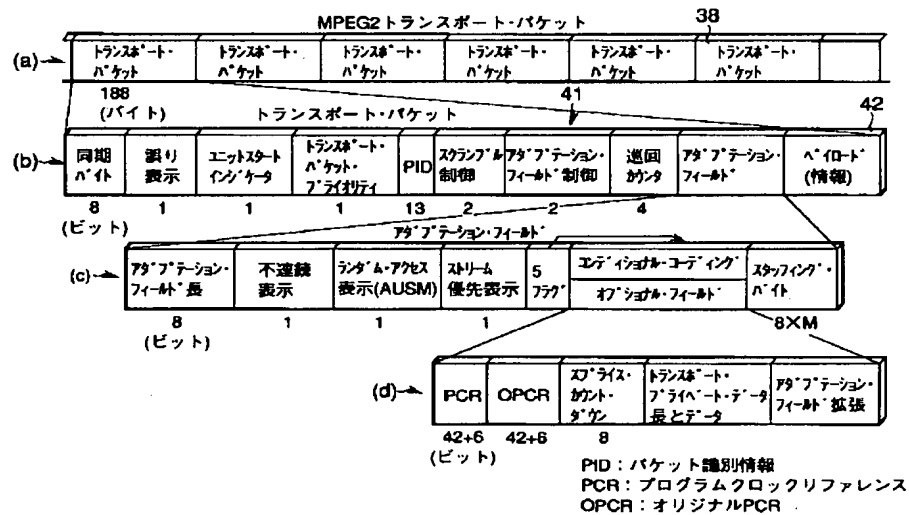 MPEG2トランスポート・パケット
38
(a)
トランスポート・パケット
トランスポート・パケット
トランスポート・パケット
トランスポート・パケット
トランスポート・パケット
トランスポート・パケット
188
(バイト)
トランスポート・パケット
41
42
(b)
同期バイト
誤り表示
ユニットスタートインジケータ
トランスポート・パケット・プライオリティ
PID
スクランブル制御
アダプテーション・フィールド制御
巡回カウンタ
アダプテーション・フィールド
ペイロード(情報)
8 1 1 1 13 2 2 4
(ビット)
アダプテーション・フィールド
(c)
アダプテーション・フィールド長
不連続表示
ランダム・アクセス表示(AUSM)
ストリーム優先表示
5フラグ
コンディショナル・コーディング
オプショナル・フィールド
スタッフィング・バイト
8 1 1 1 8×M
(ビット)
(d)
PCR
OPCR
スプライス・カウント・ダウン
トランスポート・プライベート・データ長とデータ
アダプテーション・フィールド拡張
42+6 42+6 8
(ビット)
PID：パケット識別情報
PCR：プログラムクロックリファレンス
OPCR：オリジナルPCR